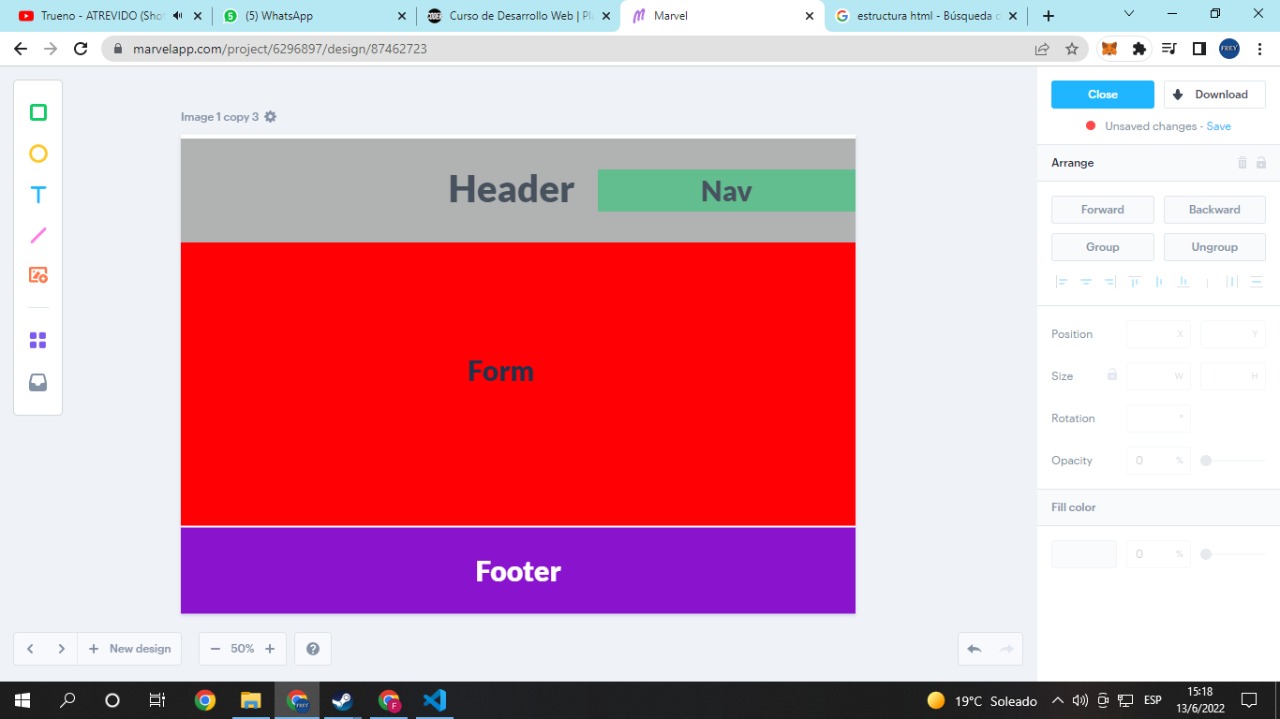 Trueno - ATREVIDO (Shot
(5) WhatsApp
Curso de Desarrollo Web | Pl
Marvel
estructura html - Búsqueda d
marvelapp.com/project/6296897/design/87462723
Close
Download
Unsaved changes - Save
Image 1 copy 3
Arrange
Header
Nav
Forward
Backward
Group
Ungroup
Position
X
Y
Form
Size
W
H
Rotation
°
Opacity
0
%
Fill color
0
%
Footer
New design
50%
19°C Soleado
ESP
15:18
13/6/2022